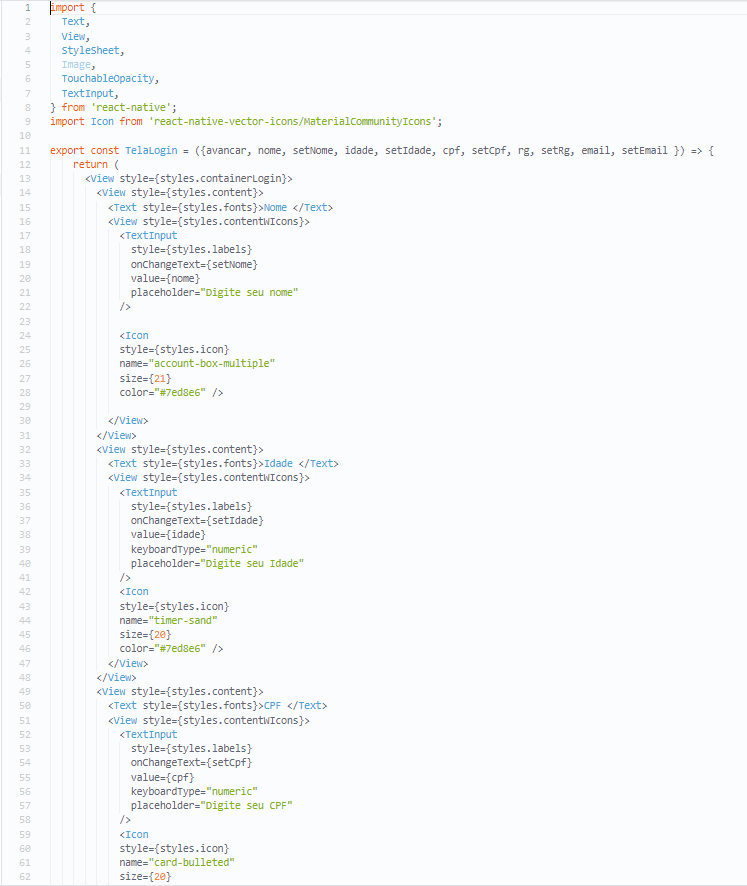 1 import {
2 Text,
3 View,
4 StyleSheet,
5 Image,
6 TouchableOpacity,
7 TextInput,
8 } from 'react-native';
9 import Icon from 'react-native-vector-icons/MaterialCommunityIcons';
10
11 export const TelaLogin = ({avancar, nome, setNome, idade, setIdade, cpf, setCpf, rg, setRg, email, setEmail }) => {
12 return (
13 <View style={styles.containerLogin}>
14 <View style={styles.content}>
15 <Text style={styles.fonts}>Nome </Text>
16 <View style={styles.contentWIcons}>
17 <TextInput
18 style={styles.labels}
19 onChangeText={setNome}
20 value={nome}
21 placeholder="Digite seu nome"
22 />
23
24 <Icon
25 style={styles.icon}
26 name="account-box-multiple"
27 size={21}
28 color="#7ed8e6" />
29
30 </View>
31 </View>
32 <View style={styles.content}>
33 <Text style={styles.fonts}>Idade </Text>
34 <View style={styles.contentWIcons}>
35 <TextInput
36 style={styles.labels}
37 onChangeText={setIdade}
38 value={idade}
39 keyboardType="numeric"
40 placeholder="Digite seu Idade"
41 />
42 <Icon
43 style={styles.icon}
44 name="timer-sand"
45 size={20}
46 color="#7ed8e6" />
47 </View>
48 </View>
49 <View style={styles.content}>
50 <Text style={styles.fonts}>CPF </Text>
51 <View style={styles.contentWIcons}>
52 <TextInput
53 style={styles.labels}
54 onChangeText={setCpf}
55 value={cpf}
56 keyboardType="numeric"
57 placeholder="Digite seu CPF"
58 />
59 <Icon
60 style={styles.icon}
61 name="card-bulleted"
62 size={20}